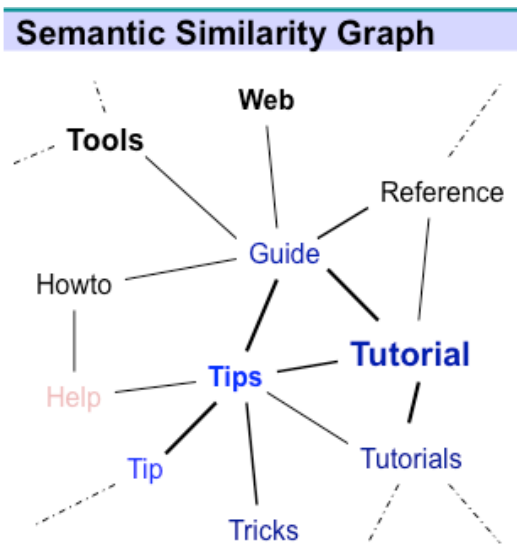 Semantic Similarity Graph
Web
Tools
Reference
Guide
Howto
Tutorial
Tips
Help
Tutorials
Tip
Tricks